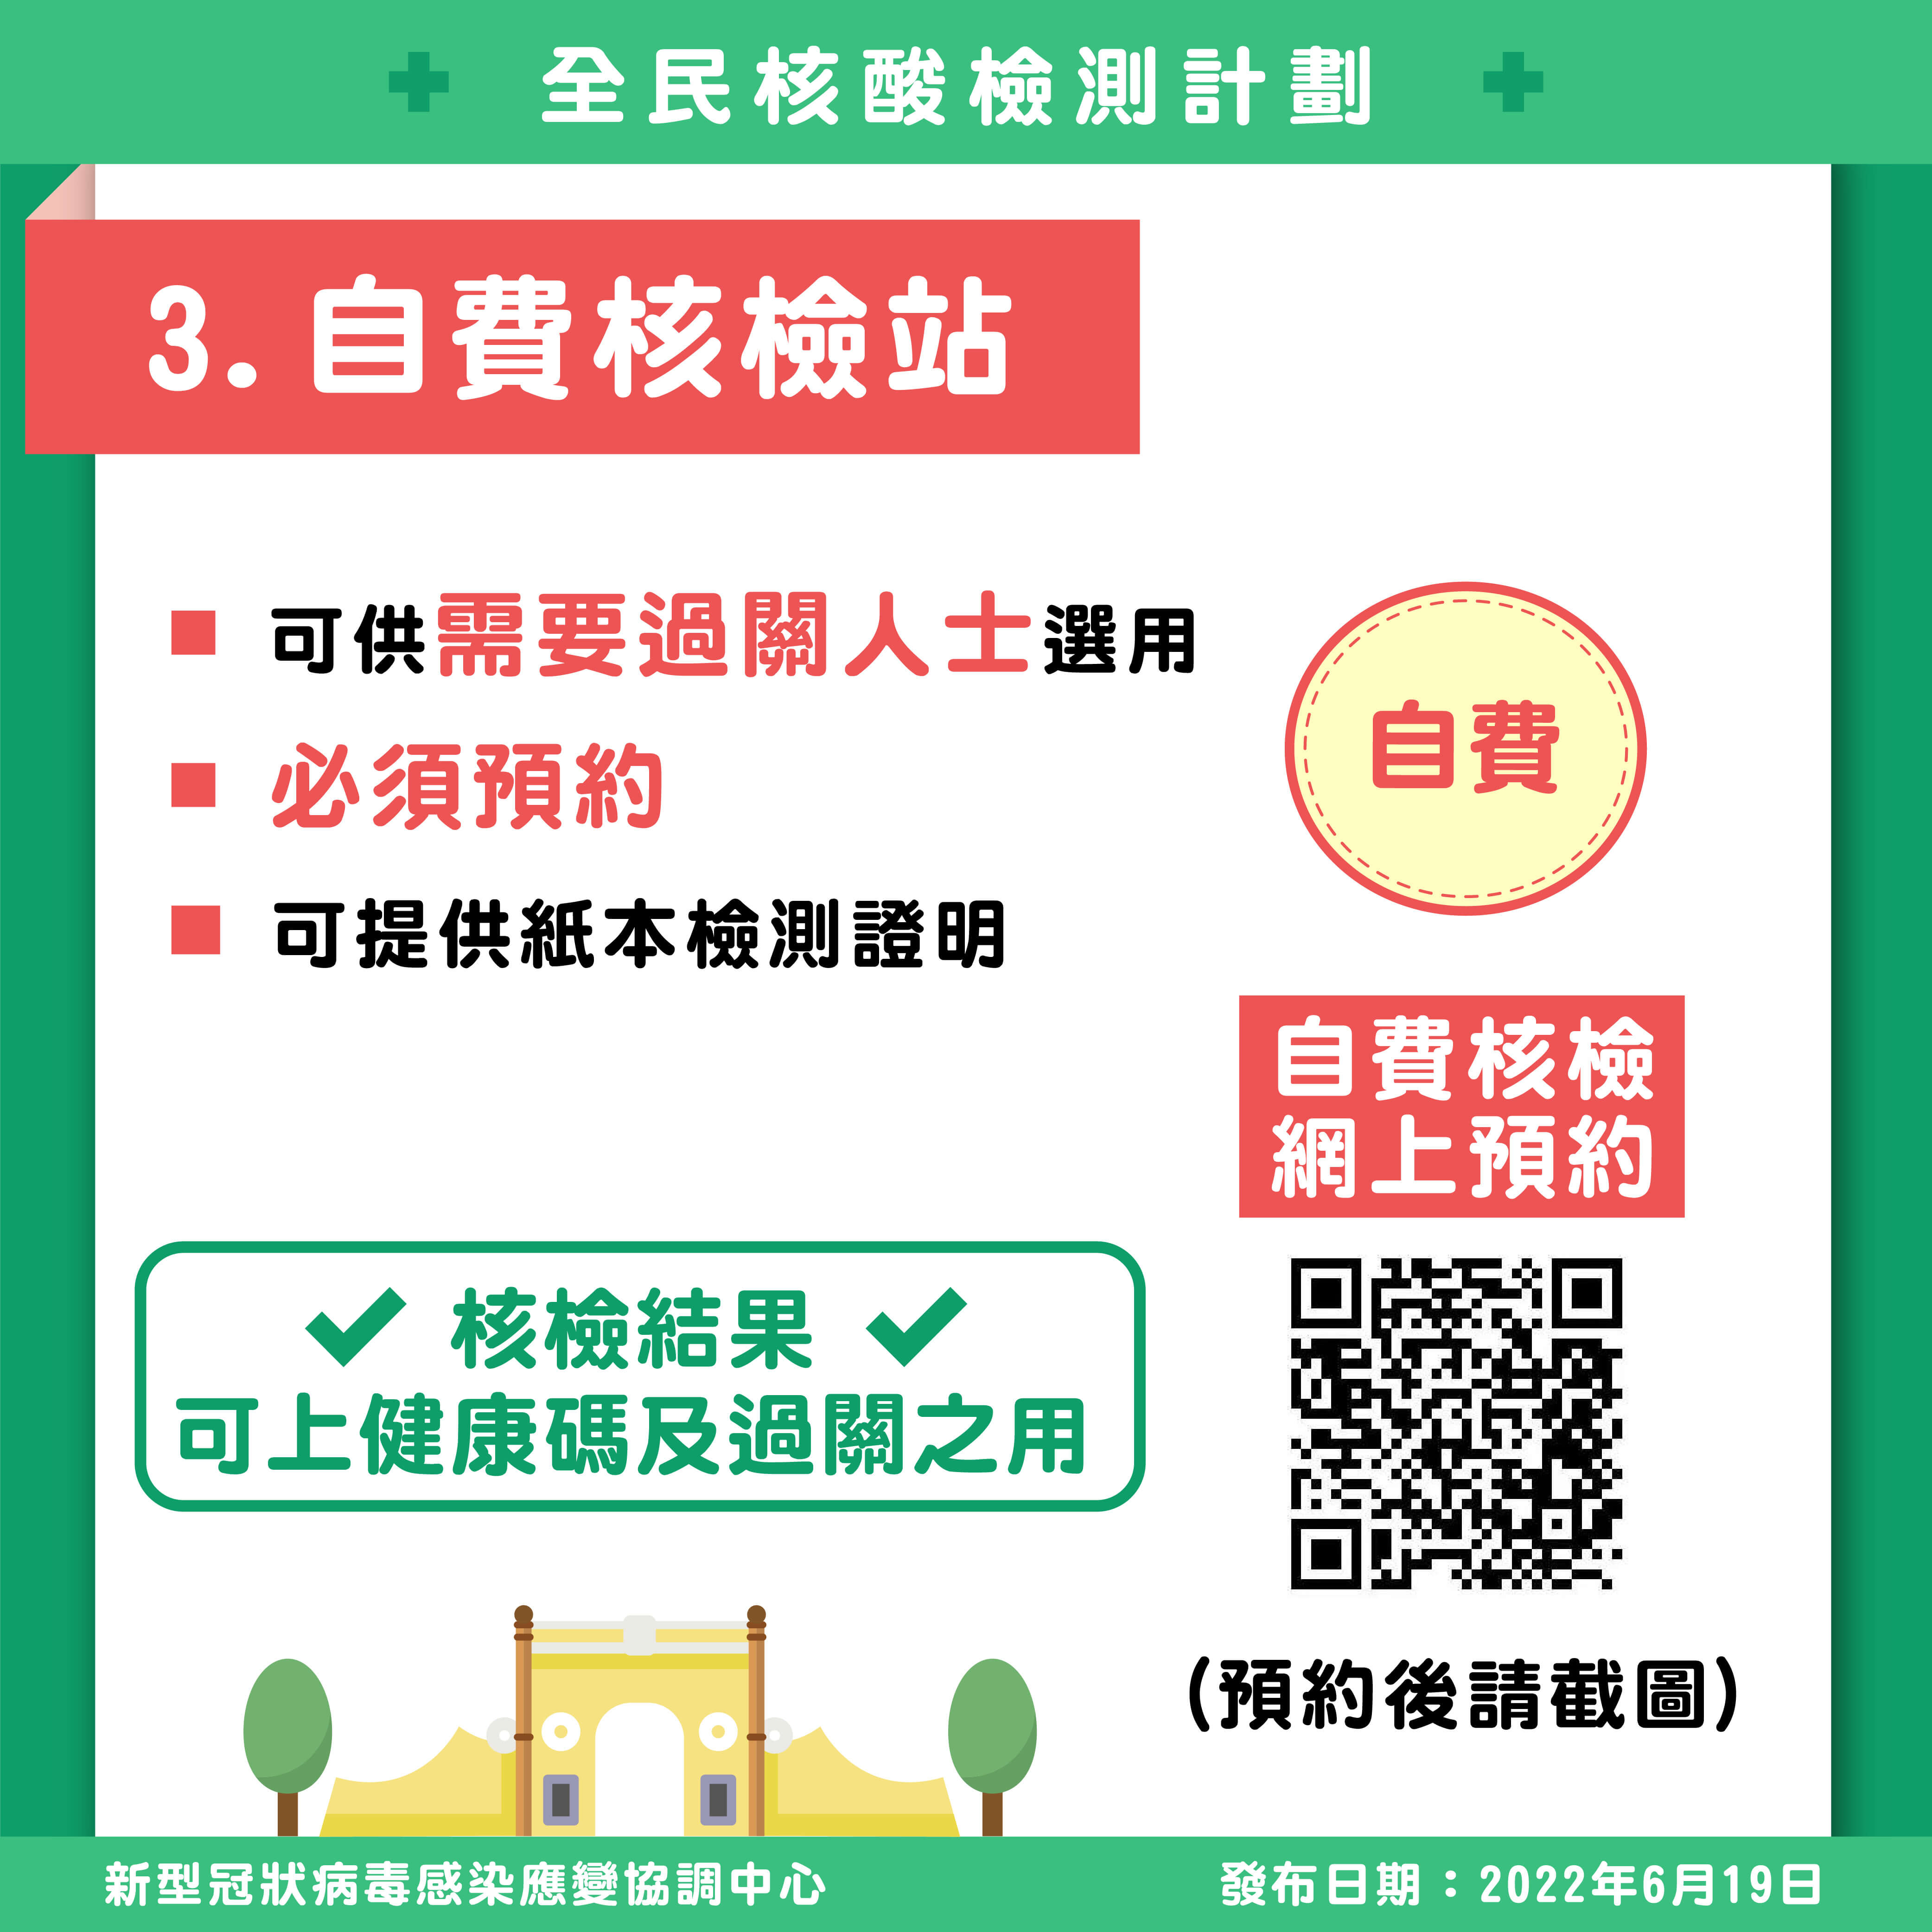 全民核酸檢測計劃
3.自費核檢站
可供需要過關人士選用
必須預約
可提供紙本檢測證明
自費
自費核檢
網上預約
核檢結果
可上健康碼及過關之用
(預約後請截圖)
新型冠狀病毒感染應變協調中心
發布日期：2022年6月19日